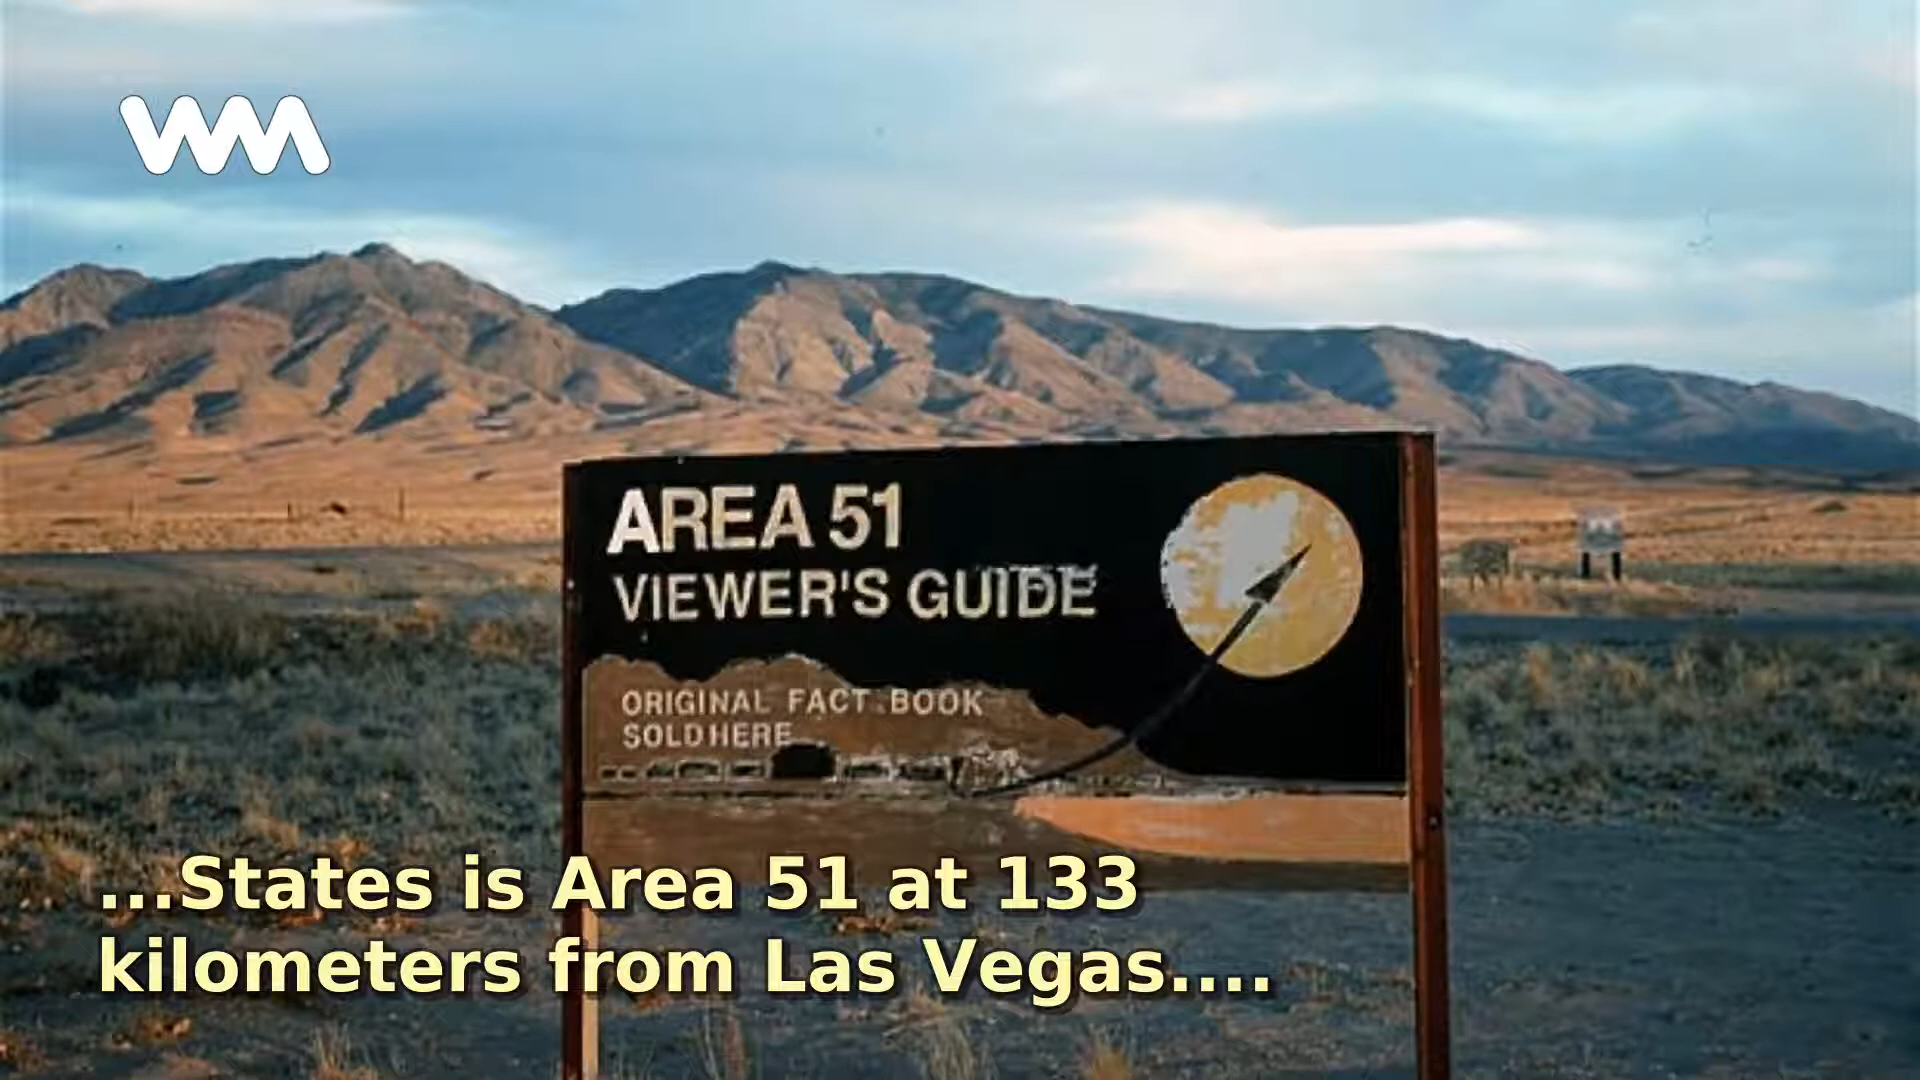 WM
AREA 51
VIEWER'S GUIDE
ORIGINAL FACT BOOK
SOLD HERE
...States is Area 51 at 133
kilometers from Las Vegas....